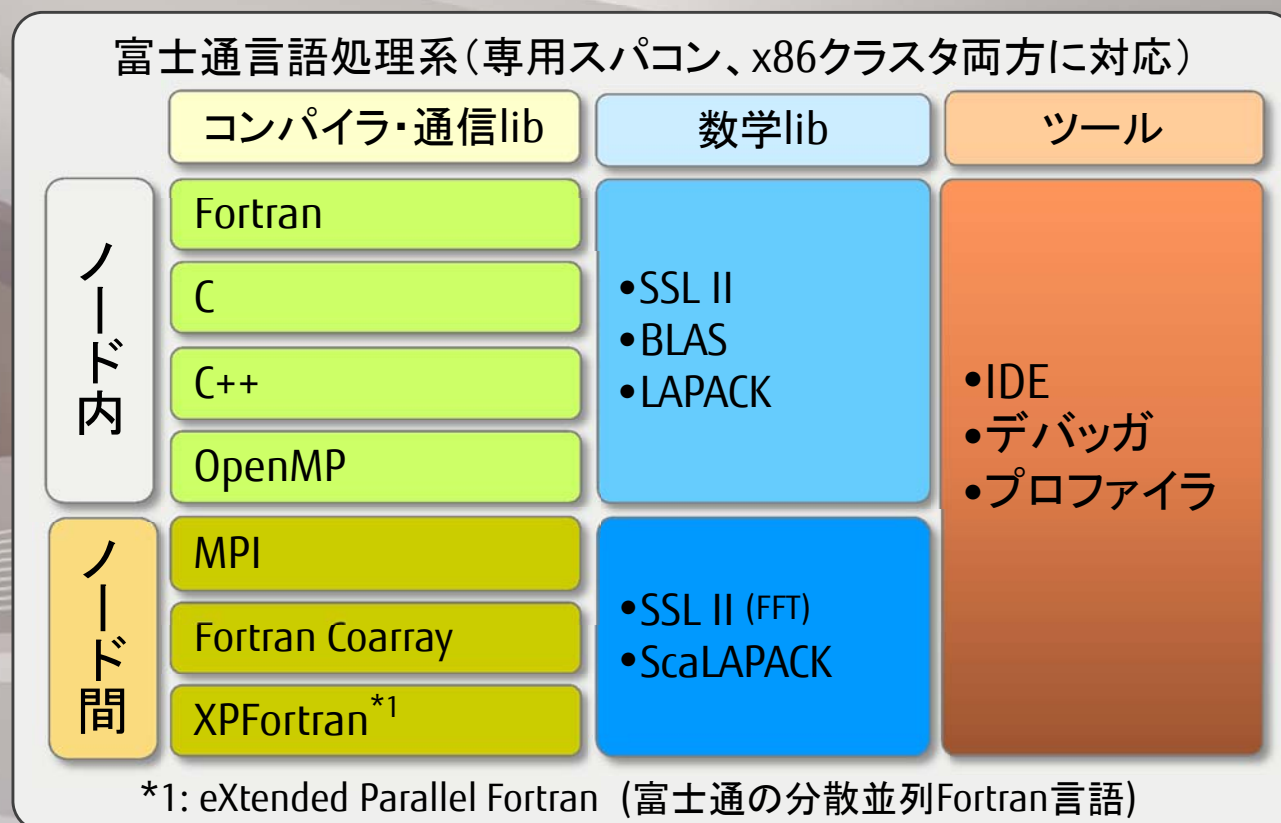 富士通言語処理系(専用スパコン、x86クラスタ両方に対応)
コンパイラ・通信lib
数学lib
ツール
ノード内
Fortran
C
C++
OpenMP
•SSL II
•BLAS
•LAPACK
•IDE
•デバッガ
•プロファイラ
ノード間
MPI
Fortran Coarray
XPFortran*1
•SSL II (FFT)
•ScaLAPACK
*1: eXtended Parallel Fortran (富士通の分散並列Fortran言語)